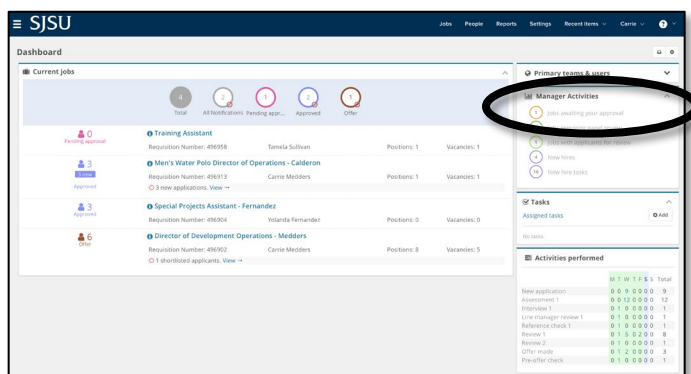 ≡ SJSU
Jobs People Reports Settings Recent items Carrie ?
Dashboard
Current jobs
4 2 1 2 1
Total All Notifications Pending appr... Approved Offer
0
Pending approval
Training Assistant
Requisition Number: 496958 Tamela Sullivan Positions: 1 Vacancies: 1
3
3 new
Approved
Men's Water Polo Director of Operations - Calderon
Requisition Number: 496913 Carrie Medders Positions: 1 Vacancies: 1
3 new applications. View →
3
Approved
Special Projects Assistant - Fernandez
Requisition Number: 496904 Yolanda Fernandez Positions: 0 Vacancies: 0
6
Offer
Director of Development Operations - Medders
Requisition Number: 496902 Carrie Medders Positions: 8 Vacancies: 5
1 shortlisted applicants. View →
Primary teams & users
Manager Activities
1 Jobs awaiting your approval
Jobs with applicants for review
4 New hires
16 New hire tasks
Tasks
Assigned tasks Add
No tasks.
Activities performed
M T W T F S S Total
New application 0 0 9 0 0 0 0 9
Assessment 1 0 0 12 0 0 0 0 12
Interview 1 0 1 0 0 0 0 0 1
Line manager review 1 0 1 0 0 0 0 0 1
Reference check 1 0 1 0 0 0 0 0 1
Review 1 0 1 5 0 2 0 0 8
Review 2 0 1 0 0 0 0 0 1
Offer made 0 1 2 0 0 0 0 3
Pre-offer check 0 1 0 0 0 0 0 1